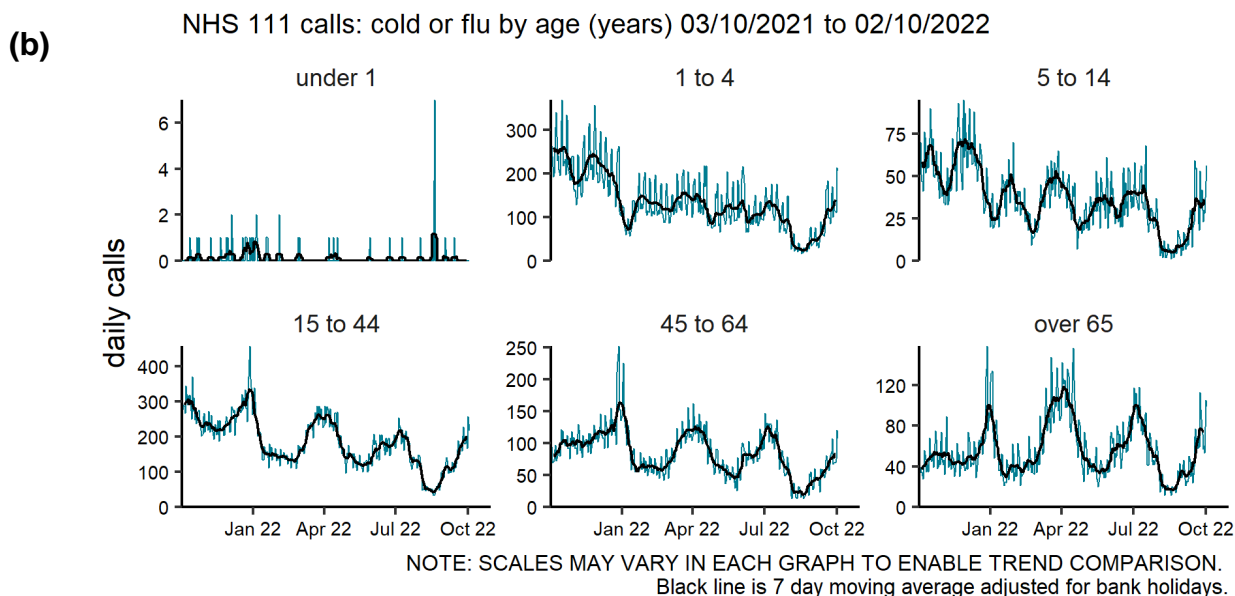 (b)
NHS 111 calls: cold or flu by age (years) 03/10/2021 to 02/10/2022
daily calls
under 1
6
4
2
0
1 to 4
300
200
100
0
5 to 14
75
50
25
0
15 to 44
400
300
200
100
0
Jan 22 Apr 22 Jul 22 Oct 22
45 to 64
250
200
150
100
50
0
Jan 22 Apr 22 Jul 22 Oct 22
over 65
120
80
40
0
Jan 22 Apr 22 Jul 22 Oct 22
NOTE: SCALES MAY VARY IN EACH GRAPH TO ENABLE TREND COMPARISON.
Black line is 7 day moving average adjusted for bank holidays.